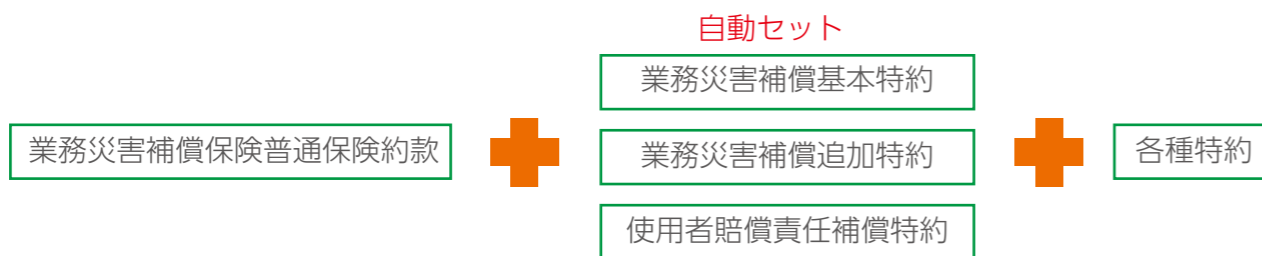 自動セット
業務災害補償基本特約
業務災害補償保険普通保険約款
業務災害補償追加特約
各種特約
使用者賠償責任補償特約